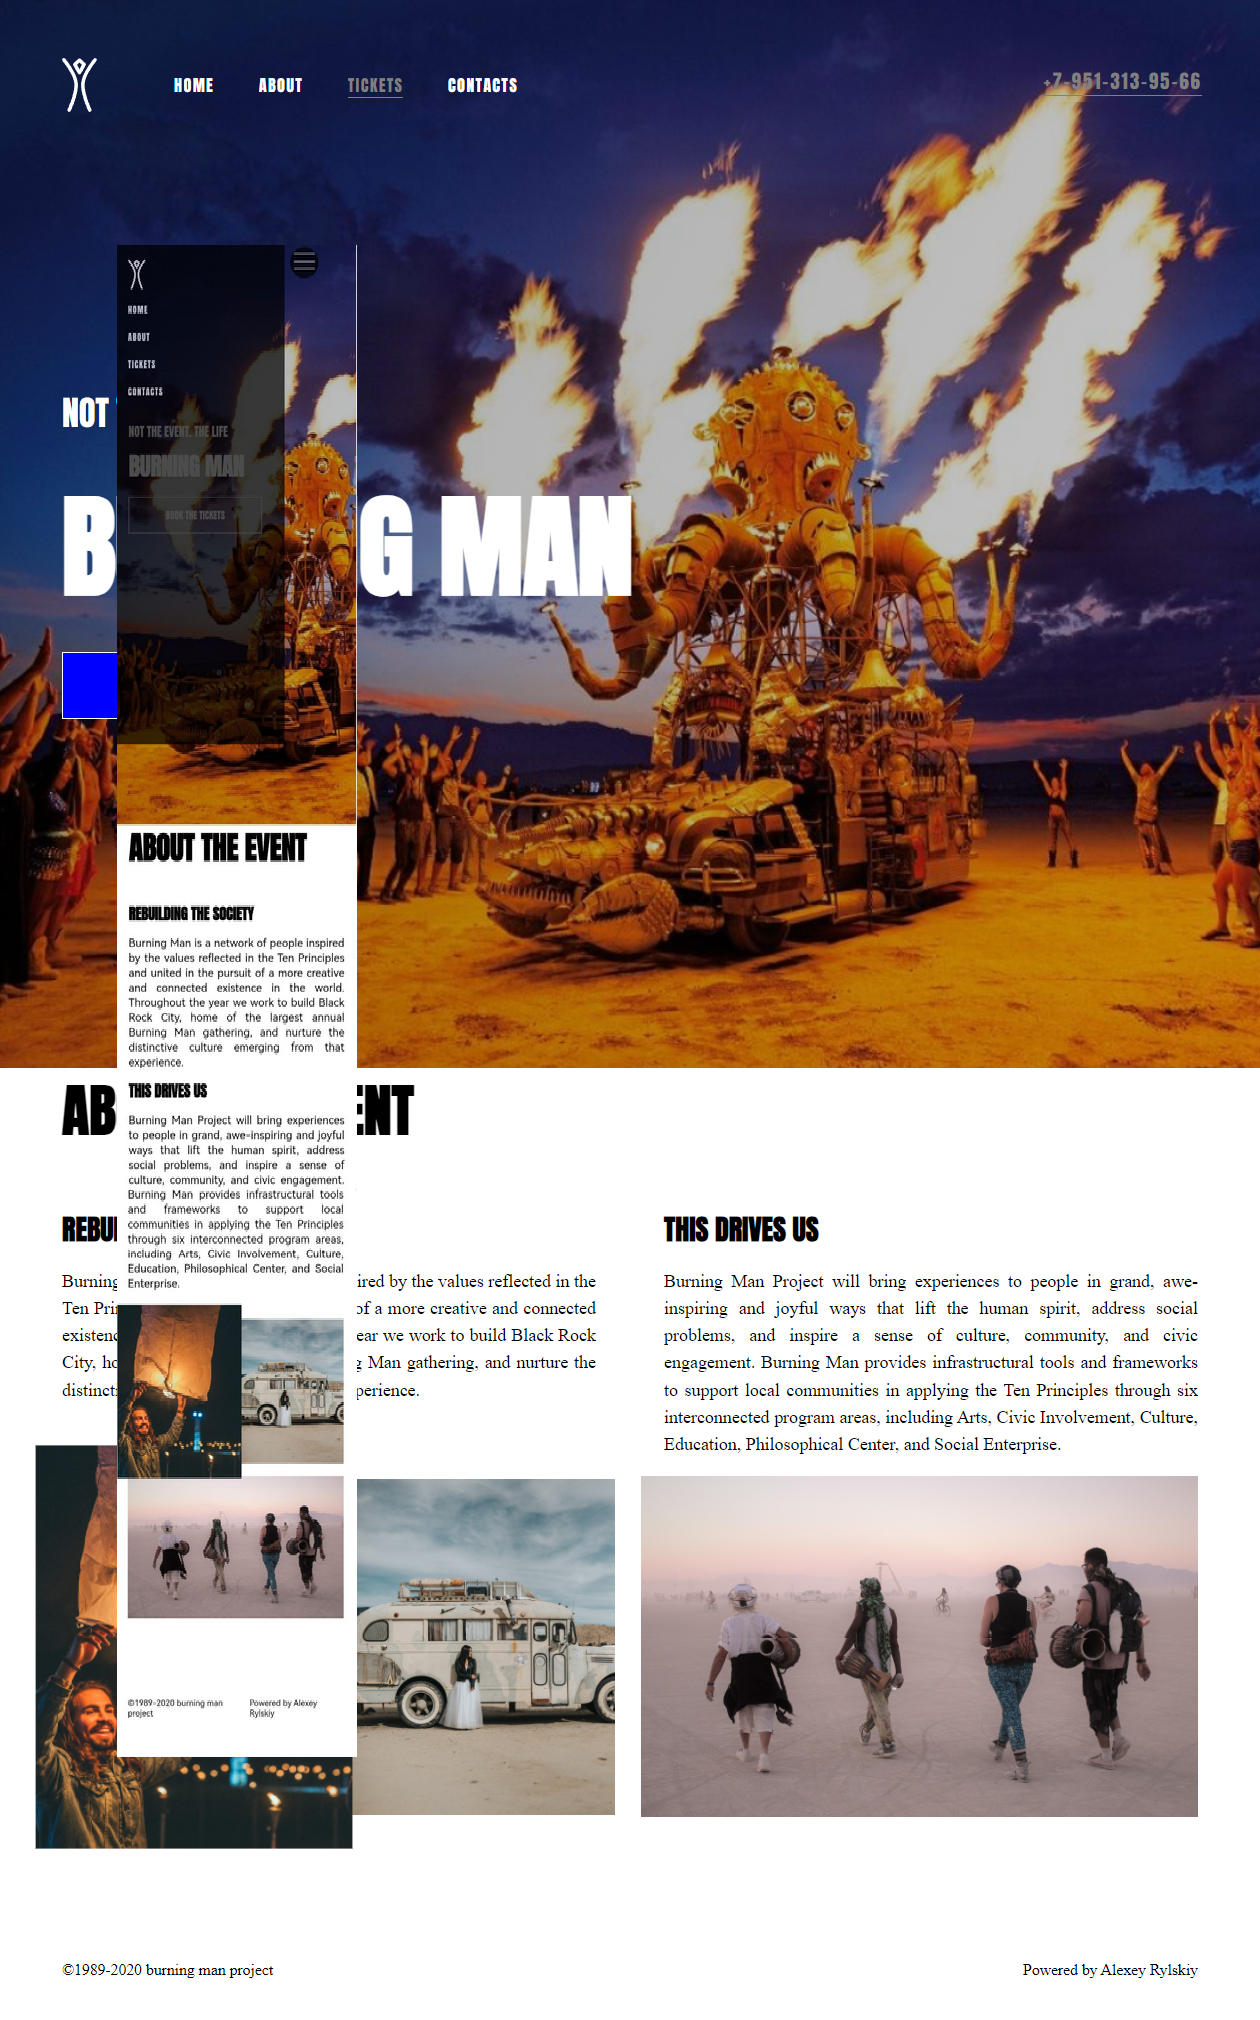 HOME ABOUT TICKETS CONTACTS
+7-951-313-95-66
NOT
B G MAN
HOME
ABOUT
TICKETS
CONTACTS
NOT THE EVENT. THE LIFE
BURNING MAN
BOOK THE TICKETS
ABOUT THE EVENT
REBUILDING THE SOCIETY
Burning Man is a network of people inspired
by the values reflected in the Ten Principles
and united in the pursuit of a more creative
and connected existence in the world.
Throughout the year we work to build Black
Rock City, home of the largest annual
Burning Man gathering, and nurture the
distinctive culture emerging from that
experience.
THIS DRIVES US
Burning Man Project will bring experiences
to people in grand, awe-inspiring and joyful
ways that lift the human spirit, address
social problems, and inspire a sense of
culture, community, and civic engagement.
Burning Man provides infrastructural tools
and frameworks to support local
communities in applying the Ten Principles
through six interconnected program areas,
including Arts, Civic Involvement, Culture,
Education, Philosophical Center, and Social
Enterprise.
©1989-2020 burning man
project
Powered by Alexey
Rylskiy
AB ENT
REBUI
Burning ired by the values reflected in the
Ten Prin of a more creative and connected
existenc ear we work to build Black Rock
City, ho g Man gathering, and nurture the
distincti perience.
THIS DRIVES US
Burning Man Project will bring experiences to people in grand, awe-
inspiring and joyful ways that lift the human spirit, address social
problems, and inspire a sense of culture, community, and civic
engagement. Burning Man provides infrastructural tools and frameworks
to support local communities in applying the Ten Principles through six
interconnected program areas, including Arts, Civic Involvement, Culture,
Education, Philosophical Center, and Social Enterprise.
©1989-2020 burning man project
Powered by Alexey Rylskiy